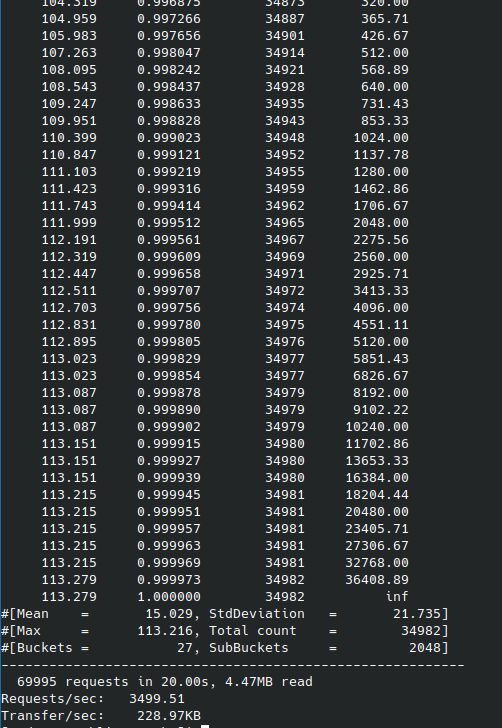 104.319 0.996875 34873 320.00
104.959 0.997266 34887 365.71
105.983 0.997656 34901 426.67
107.263 0.998047 34914 512.00
108.095 0.998242 34921 568.89
108.543 0.998437 34928 640.00
109.247 0.998633 34935 731.43
109.951 0.998828 34943 853.33
110.399 0.999023 34948 1024.00
110.847 0.999121 34952 1137.78
111.103 0.999219 34955 1280.00
111.423 0.999316 34959 1462.86
111.743 0.999414 34962 1706.67
111.999 0.999512 34965 2048.00
112.191 0.999561 34967 2275.56
112.319 0.999609 34969 2560.00
112.447 0.999658 34971 2925.71
112.511 0.999707 34972 3413.33
112.703 0.999756 34974 4096.00
112.831 0.999780 34975 4551.11
112.895 0.999805 34976 5120.00
113.023 0.999829 34977 5851.43
113.023 0.999854 34977 6826.67
113.087 0.999878 34979 8192.00
113.087 0.999890 34979 9102.22
113.087 0.999902 34979 10240.00
113.151 0.999915 34980 11702.86
113.151 0.999927 34980 13653.33
113.151 0.999939 34980 16384.00
113.215 0.999945 34981 18204.44
113.215 0.999951 34981 20480.00
113.215 0.999957 34981 23405.71
113.215 0.999963 34981 27306.67
113.215 0.999969 34981 32768.00
113.279 0.999973 34982 36408.89
113.279 1.000000 34982 inf
#[Mean    =       15.029, StdDeviation   =       21.735]
#[Max     =      113.216, Total count    =        34982]
#[Buckets =           27, SubBuckets     =         2048]
----------------------------------------------------------
  69995 requests in 20.00s, 4.47MB read
Requests/sec:   3499.51
Transfer/sec:    228.97KB